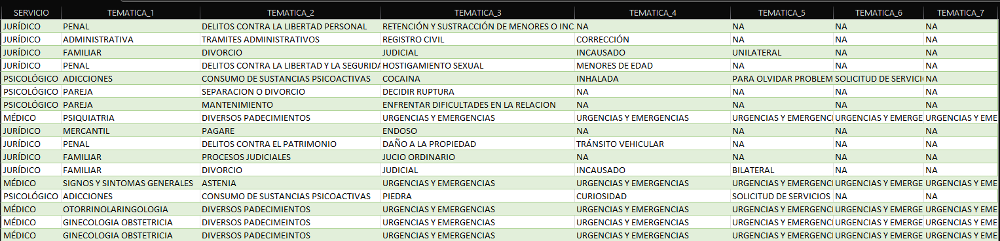 SERVICIO TEMATICA_1 TEMATICA_2 TEMATICA_3 TEMATICA_4 TEMATICA_5 TEMATICA_6 TEMATICA_7
JURÍDICO PENAL DELITOS CONTRA LA LIBERTAD PERSONAL RETENCIÓN Y SUSTRACCIÓN DE MENORES O INC NA NA NA NA
JURÍDICO ADMINISTRATIVA TRAMITES ADMINISTRATIVOS REGISTRO CIVIL CORRECCIÓN NA NA NA
JURÍDICO FAMILIAR DIVORCIO JUDICIAL INCAUSADO UNILATERAL NA NA
JURÍDICO PENAL DELITOS CONTRA LA LIBERTAD Y LA SEGURIDA HOSTIGAMIENTO SEXUAL MENORES DE EDAD NA NA NA
PSICOLÓGICO ADICCIONES CONSUMO DE SUSTANCIAS PSICOACTIVAS COCAINA INHALADA PARA OLVIDAR PROBLEM SOLICITUD DE SERVICI NA
PSICOLÓGICO PAREJA SEPARACION O DIVORCIO DECIDIR RUPTURA NA NA NA NA
PSICOLÓGICO PAREJA MANTENIMIENTO ENFRENTAR DIFICULTADES EN LA RELACION NA NA NA NA
MÉDICO PSIQUIATRIA DIVERSOS PADECIMIENTOS URGENCIAS Y EMERGENCIAS URGENCIAS Y EMERGENCIAS URGENCIAS Y EMERGENCI URGENCIAS Y EMERGE URGENCIAS Y EME
JURÍDICO MERCANTIL PAGARE ENDOSO NA NA NA NA
JURÍDICO PENAL DELITOS CONTRA EL PATRIMONIO DAÑO A LA PROPIEDAD TRÁNSITO VEHICULAR NA NA NA
JURÍDICO FAMILIAR PROCESOS JUDICIALES JUCIO ORDINARIO NA NA NA NA
JURÍDICO FAMILIAR DIVORCIO JUDICIAL INCAUSADO BILATERAL NA NA
MÉDICO SIGNOS Y SINTOMAS GENERALES ASTENIA URGENCIAS Y EMERGENCIAS URGENCIAS Y EMERGENCIAS URGENCIAS Y EMERGENCI URGENCIAS Y EMERGE URGENCIAS Y EME
PSICOLÓGICO ADICCIONES CONSUMO DE SUSTANCIAS PSICOACTIVAS PIEDRA CURIOSIDAD SOLICITUD DE SERVICIOS NA NA
MÉDICO OTORRINOLARINGOLOGIA DIVERSOS PADECIMIENTOS URGENCIAS Y EMERGENCIAS URGENCIAS Y EMERGENCIAS URGENCIAS Y EMERGENCI URGENCIAS Y EMERGE URGENCIAS Y EME
MÉDICO GINECOLOGIA OBSTETRICIA DIVERSOS PADECIMEINTOS URGENCIAS Y EMERGENCIAS URGENCIAS Y EMERGENCIAS URGENCIAS Y EMERGENCI URGENCIAS Y EMERGE URGENCIAS Y EME
MÉDICO GINECOLOGIA OBSTETRICIA DIVERSOS PADECIMEINTOS URGENCIAS Y EMERGENCIAS URGENCIAS Y EMERGENCIAS URGENCIAS Y EMERGENCI URGENCIAS Y EMERGE URGENCIAS Y EME